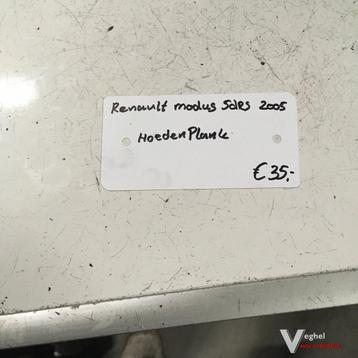 Renault modus 5drs 2005
Hoedenplank
€35,-
Veghel